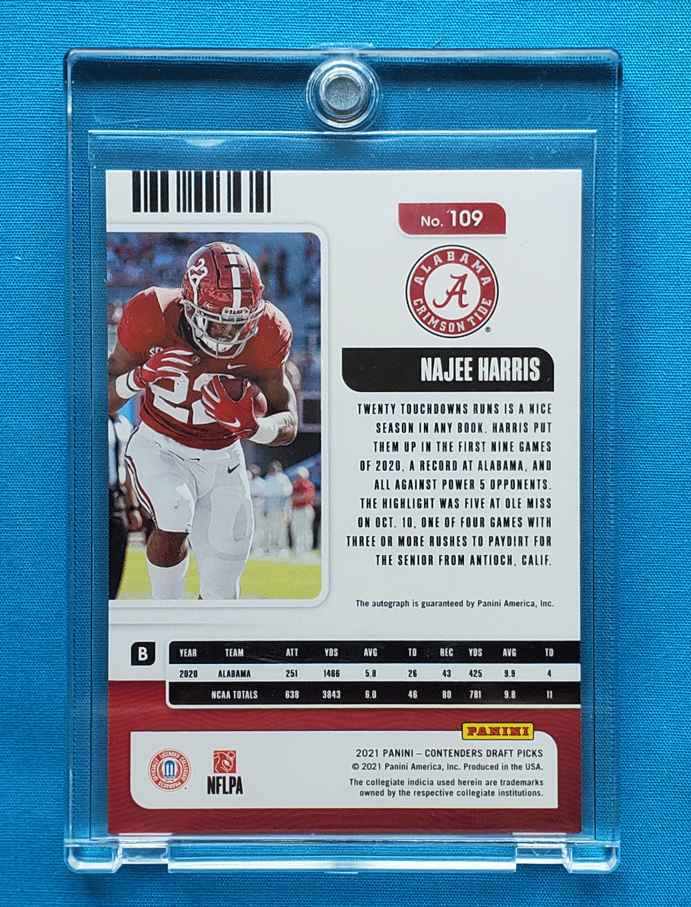 No. 109
ALABAMA
A
CRIMSON TIDE
®
NAJEE HARRIS
22
TWENTY TOUCHDOWNS RUNS IS A NICE
SEASON IN ANY BOOK. HARRIS PUT
THEM UP IN THE FIRST NINE GAMES
OF 2020, A RECORD AT ALABAMA, AND
ALL AGAINST POWER 5 OPPONENTS.
THE HIGHLIGHT WAS FIVE AT OLE MISS
ON OCT. 10, ONE OF FOUR GAMES WITH
THREE OR MORE RUSHES TO PAYDIRT FOR
THE SENIOR FROM ANTIOCH, CALIF.
The autograph is guaranteed by Panini America, Inc.
B
YEAR TEAM ATT YDS AVG TD REC YDS AVG TD
2020 ALABAMA 251 1466 5.8 26 43 425 9.9 4
NCAA TOTALS 638 3843 6.0 46 80 781 9.8 11
PANINI
OFFICIALLY LICENSED COLLEGIATE PRODUCTS
NFLPA
2021 PANINI – CONTENDERS DRAFT PICKS
© 2021 Panini America, Inc. Produced in the USA.
The collegiate indicia used herein are trademarks
owned by the respective collegiate institutions.